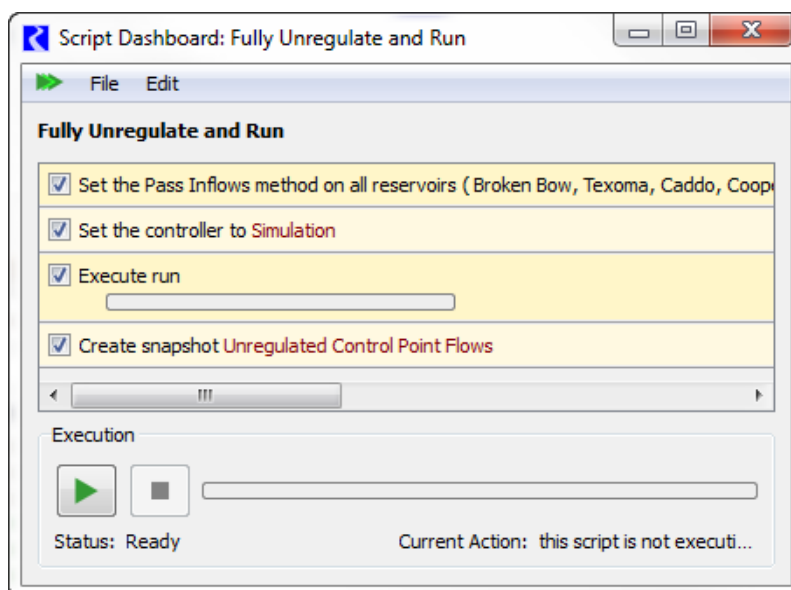 Script Dashboard: Fully Unregulate and Run
File Edit
Fully Unregulate and Run
Set the Pass Inflows method on all reservoirs ( Broken Bow, Texoma, Caddo, Coope
Set the controller to Simulation
Execute run
Create snapshot Unregulated Control Point Flows
Execution
Status: Ready Current Action: this script is not executi...